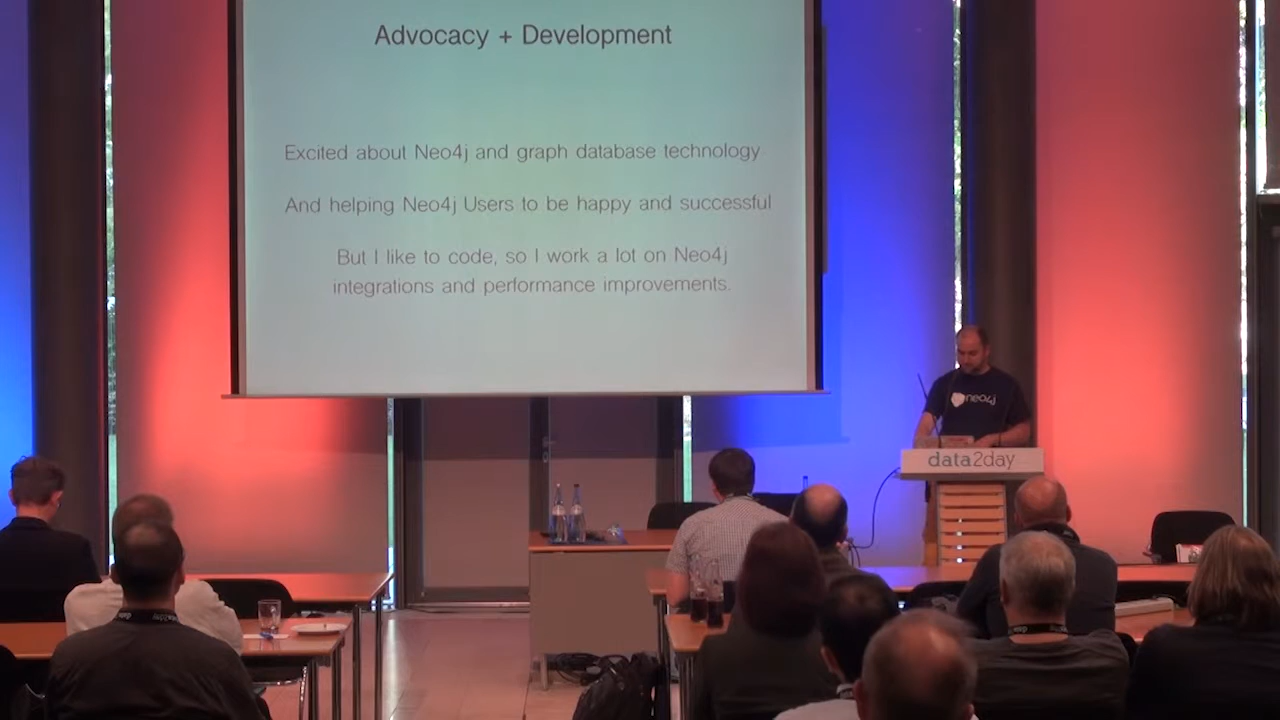 Advocacy + Development
Excited about Neo4j and graph database technology
And helping Neo4j Users to be happy and successful
But I like to code, so I work a lot on Neo4j
integrations and performance improvements.
neo4j
data2day